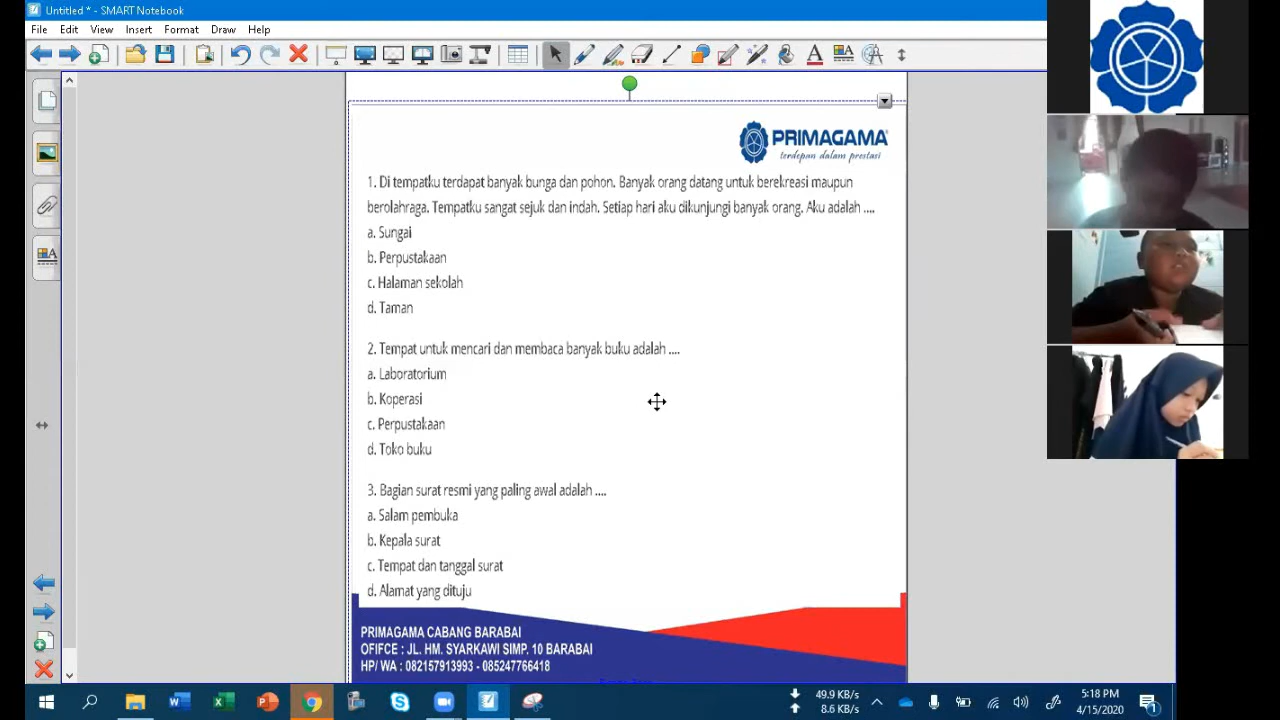 Untitled * - SMART Notebook
File Edit View Insert Format Draw Help
PRIMAGAMA
terdepan dalam prestasi
1. Di tempatku terdapat banyak bunga dan pohon. Banyak orang datang untuk berekreasi maupun
berolahraga. Tempatku sangat sejuk dan indah. Setiap hari aku dikunjungi banyak orang. Aku adalah ....
a. Sungai
b. Perpustakaan
c. Halaman sekolah
d. Taman
2. Tempat untuk mencari dan membaca banyak buku adalah ....
a. Laboratorium
b. Koperasi
c. Perpustakaan
d. Toko buku
3. Bagian surat resmi yang paling awal adalah ....
a. Salam pembuka
b. Kepala surat
c. Tempat dan tanggal surat
d. Alamat yang dituju
PRIMAGAMA CABANG BARABAI
OFIFCE : JL. HM. SYARKAWI SIMP. 10 BARABAI
HP/ WA : 082157913993 - 085247766418
49.9 KB/s
8.6 KB/s
5:18 PM
4/15/2020